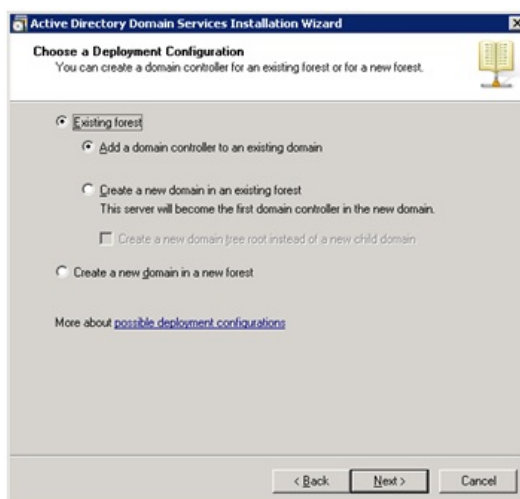 Active Directory Domain Services Installation Wizard
Choose a Deployment Configuration
You can create a domain controller for an existing forest or for a new forest.
Existing forest
Add a domain controller to an existing domain
Create a new domain in an existing forest
This server will become the first domain controller in the new domain.
Create a new domain tree root instead of a new child domain
Create a new domain in a new forest
More about possible deployment configurations
< Back Next > Cancel